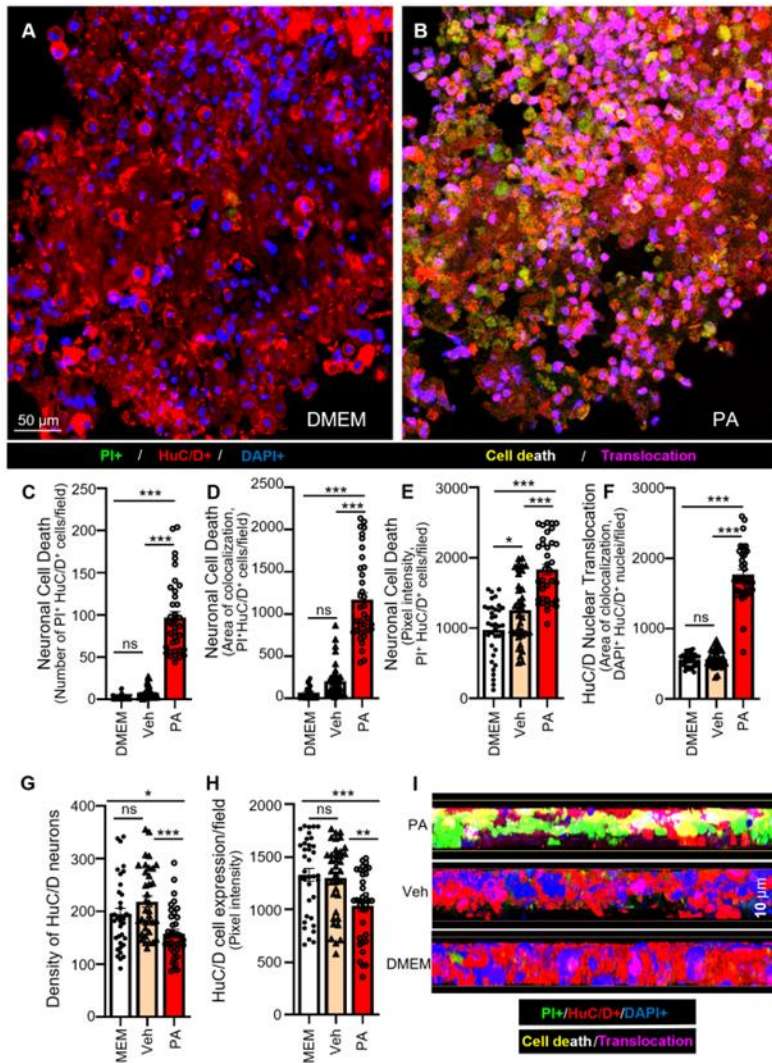 A
B
50 µm
DMEM
PA
PI+ / HuC/D+ / DAPI+
Cell death / Translocation
C
Neuronal Cell Death
(Number of PI⁺ HuC/D⁺ cells/field)
250
200
150
100
50
0
***
***
ns
DMEM
Veh
PA
D
Neuronal Cell Death
(Area of colocalization,
PI⁺HuC/D⁺ cells/field)
2500
2000
1500
1000
500
0
***
***
ns
DMEM
Veh
PA
E
Neuronal Cell Death
(Pixel intensity,
PI⁺ HuC/D⁺ cells/filed)
3000
2000
1000
0
***
***
*
DMEM
Veh
PA
F
HuC/D Nuclear Translocation
(Area of clolocalization,
DAPI⁺ HuC/D⁺ nuclei/filed)
3000
2000
1000
0
***
***
ns
DMEM
Veh
PA
G
Density of HuC/D neurons
400
300
200
100
0
*
ns
***
MEM
Veh
PA
H
HuC/D cell expression/field
(Pixel intensity)
2000
1500
1000
500
0
***
ns
**
DMEM
Veh
PA
I
PA
Veh
DMEM
10 µm
PI+/HuC/D+/DAPI+
Cell death/Translocation